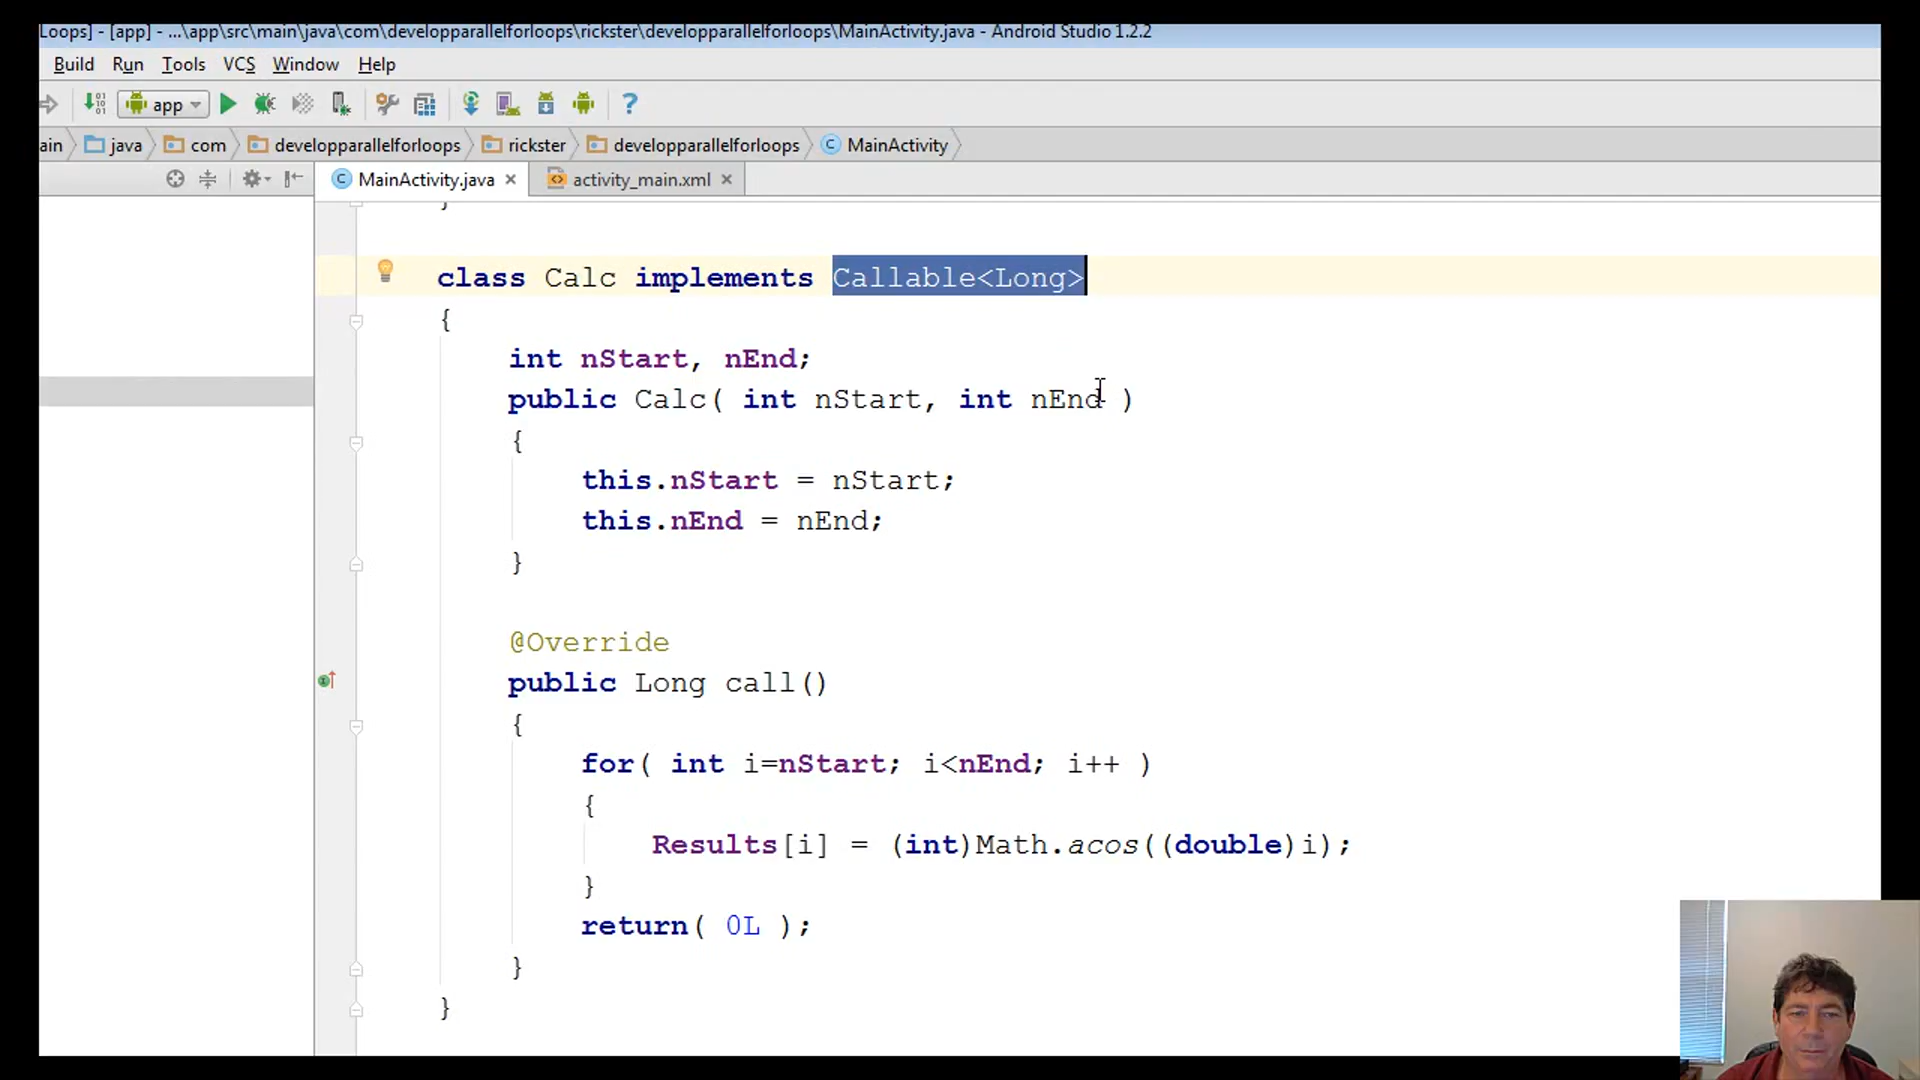 Loops] - [app] - ...\app\src\main\java\com\developparallelforloops\rickster\developparallelforloops\MainActivity.java - Android Studio 1.2.2
Build Run Tools VCS Window Help
app ?
ain java com developparallelforloops rickster developparallelforloops MainActivity
MainActivity.java activity_main.xml
}
class Calc implements Callable<Long>
{
int nStart, nEnd;
public Calc( int nStart, int nEnd )
{
this.nStart = nStart;
this.nEnd = nEnd;
}
@Override
public Long call()
{
for( int i=nStart; i<nEnd; i++ )
{
Results[i] = (int)Math.acos((double)i);
}
return( 0L );
}
}